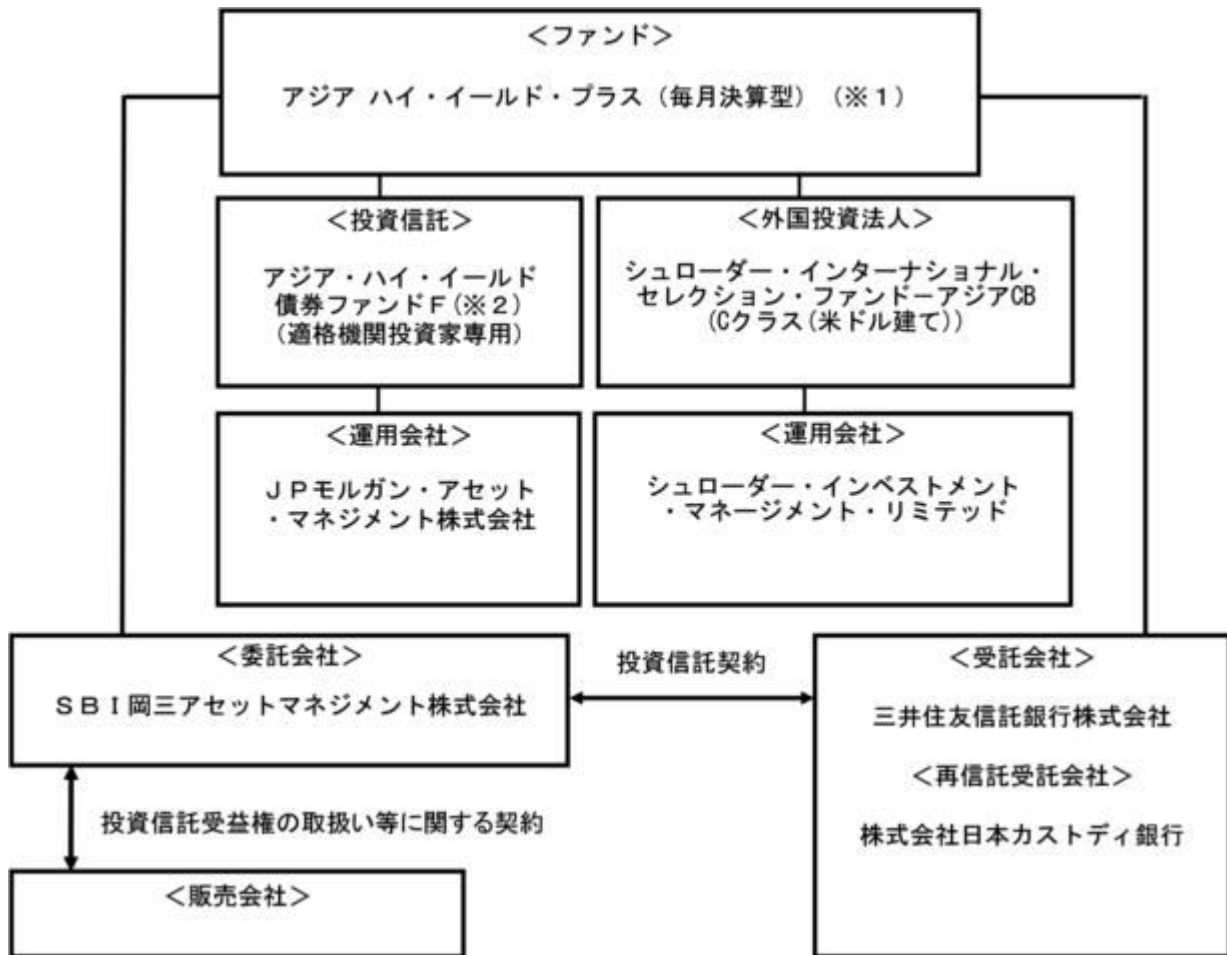 ＜ファンド＞
アジア ハイ・イールド・プラス（毎月決算型）（※１）
＜投資信託＞
アジア・ハイ・イールド
債券ファンドＦ(※２)
(適格機関投資家専用)
＜外国投資法人＞
シュローダー・インターナショナル・
セレクション・ファンド－アジアCB
(Cクラス(米ドル建て))
＜運用会社＞
ＪＰモルガン・アセット
・マネジメント株式会社
＜運用会社＞
シュローダー・インベストメント
・マネージメント・リミテッド
＜委託会社＞
ＳＢＩ岡三アセットマネジメント株式会社
投資信託契約
＜受託会社＞
三井住友信託銀行株式会社
＜再信託受託会社＞
株式会社日本カストディ銀行
投資信託受益権の取扱い等に関する契約
＜販売会社＞